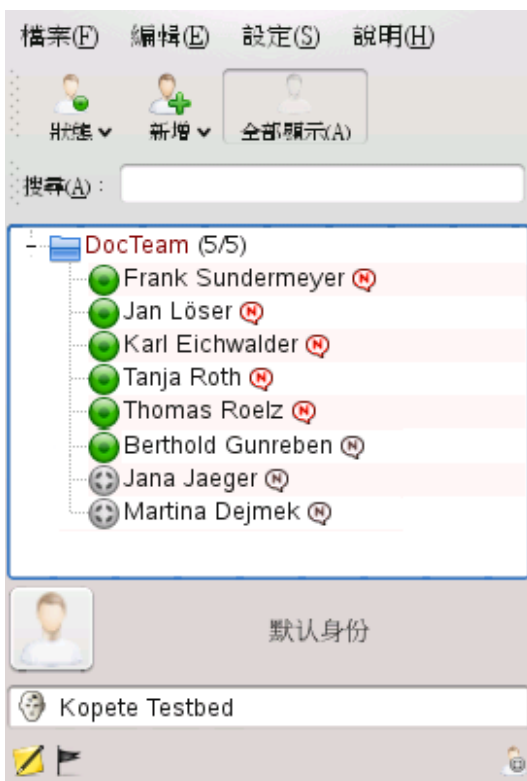 檔案(F) 編輯(E) 設定(S) 說明(H)
狀態 新增 全部顯示(A)
搜尋(A):
DocTeam (5/5)
Frank Sundermeyer
Jan Löser
Karl Eichwalder
Tanja Roth
Thomas Roelz
Berthold Gunreben
Jana Jaeger
Martina Dejmek
默认身份
Kopete Testbed